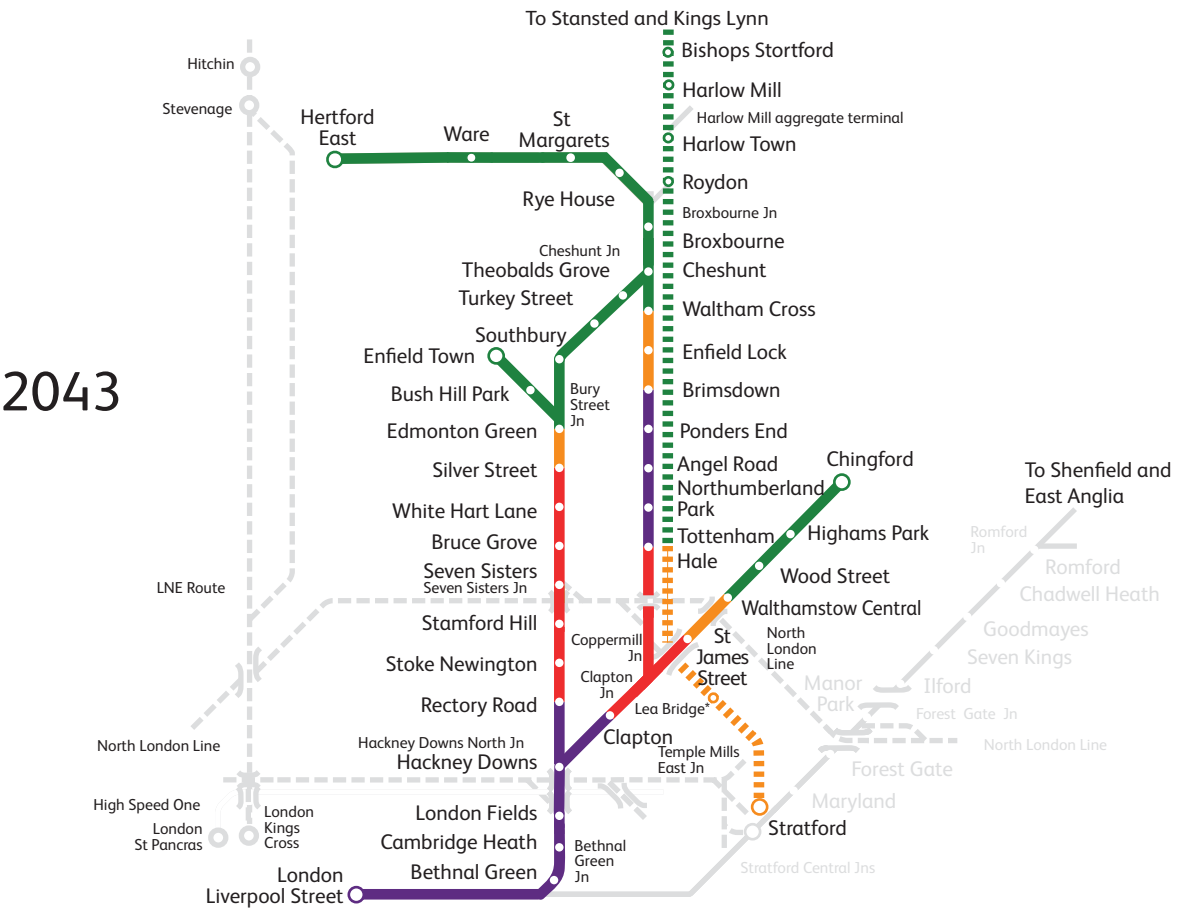 To Stansted and Kings Lynn
Bishops Stortford
Hitchin
Harlow Mill
Stevenage
Harlow Mill aggregate terminal
Hertford
East
Ware
St
Margarets
Harlow Town
Roydon
Rye House
Broxbourne Jn
Broxbourne
Cheshunt Jn
Theobalds Grove
Cheshunt
Turkey Street
Waltham Cross
Southbury
Enfield Town
Enfield Lock
2043
Bush Hill Park
Bury
Street
Jn
Brimsdown
Edmonton Green
Ponders End
Silver Street
Angel Road
Chingford
Northumberland
Park
To Shenfield and
East Anglia
White Hart Lane
Bruce Grove
Tottenham
Hale
Highams Park
Romford
Jn
Romford
Seven Sisters
Seven Sisters Jn
Wood Street
LNE Route
Chadwell Heath
Walthamstow Central
Stamford Hill
Goodmayes
Coppermill
Jn
St
James
Street
North
London
Line
Seven Kings
Stoke Newington
Clapton
Jn
Manor
Park
Ilford
Rectory Road
Lea Bridge*
Forest Gate Jn
Clapton
North London Line
Hackney Downs North Jn
Hackney Downs
Temple Mills
East Jn
North London Line
Forest Gate
High Speed One
London
St Pancras
London
Kings
Cross
London Fields
Maryland
Stratford
Cambridge Heath
Bethnal
Green
Jn
Bethnal Green
Stratford Central Jns
London
Liverpool Street